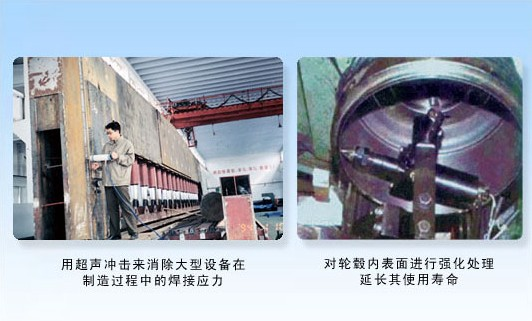 用超声冲击来消除大型设备在
制造过程中的焊接应力
对轮毂内表面进行强化处理
延长其使用寿命